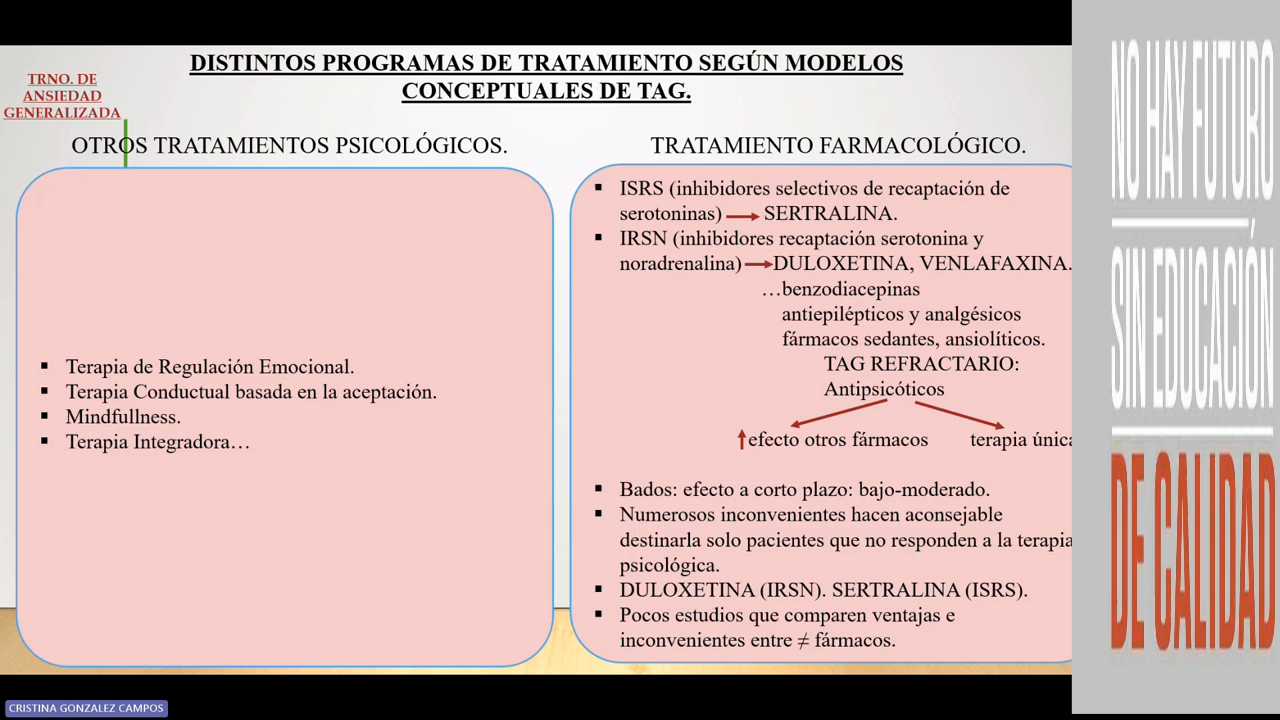 DISTINTOS PROGRAMAS DE TRATAMIENTO SEGÚN MODELOS
CONCEPTUALES DE TAG.
TRNO. DE
ANSIEDAD
GENERALIZADA
OTROS TRATAMIENTOS PSICOLÓGICOS.
▪ Terapia de Regulación Emocional.
▪ Terapia Conductual basada en la aceptación.
▪ Mindfullness.
▪ Terapia Integradora…
TRATAMIENTO FARMACOLÓGICO.
▪ ISRS (inhibidores selectivos de recaptación de
serotoninas) → SERTRALINA.
▪ IRSN (inhibidores recaptación serotonina y
noradrenalina) → DULOXETINA, VENLAFAXINA.
…benzodiacepinas
antiepilépticos y analgésicos
fármacos sedantes, ansiolíticos.
TAG REFRACTARIO:
Antipsicóticos
↑ efecto otros fármacos terapia única
▪ Bados: efecto a corto plazo: bajo-moderado.
▪ Numerosos inconvenientes hacen aconsejable
destinarla solo pacientes que no responden a la terapia
psicológica.
▪ DULOXETINA (IRSN). SERTRALINA (ISRS).
▪ Pocos estudios que comparen ventajas e
inconvenientes entre ≠ fármacos.
NO HAY FUTURO
SIN EDUCACIÓN
DE CALIDAD
CRISTINA GONZALEZ CAMPOS